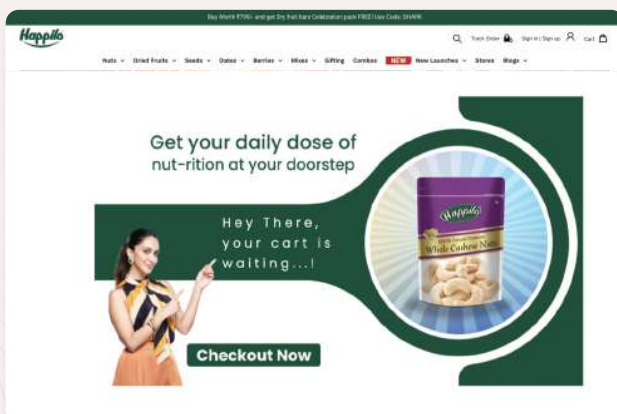 Buy Worth ₹799/- and get Dry fruit bars Celebration pack FREE! Use Code: SHARK
Happilo
Track Order
Sign in | Sign up
Cart
Nuts
Dried Fruits
Seeds
Dates
Berries
Mixes
Gifting
Combos
NEW
New Launches
Stores
Blogs
Get your daily dose of
nut-rition at your doorstep
Hey There,
your cart is
waiting...!
Happilo
Whole Cashew Nuts
Checkout Now